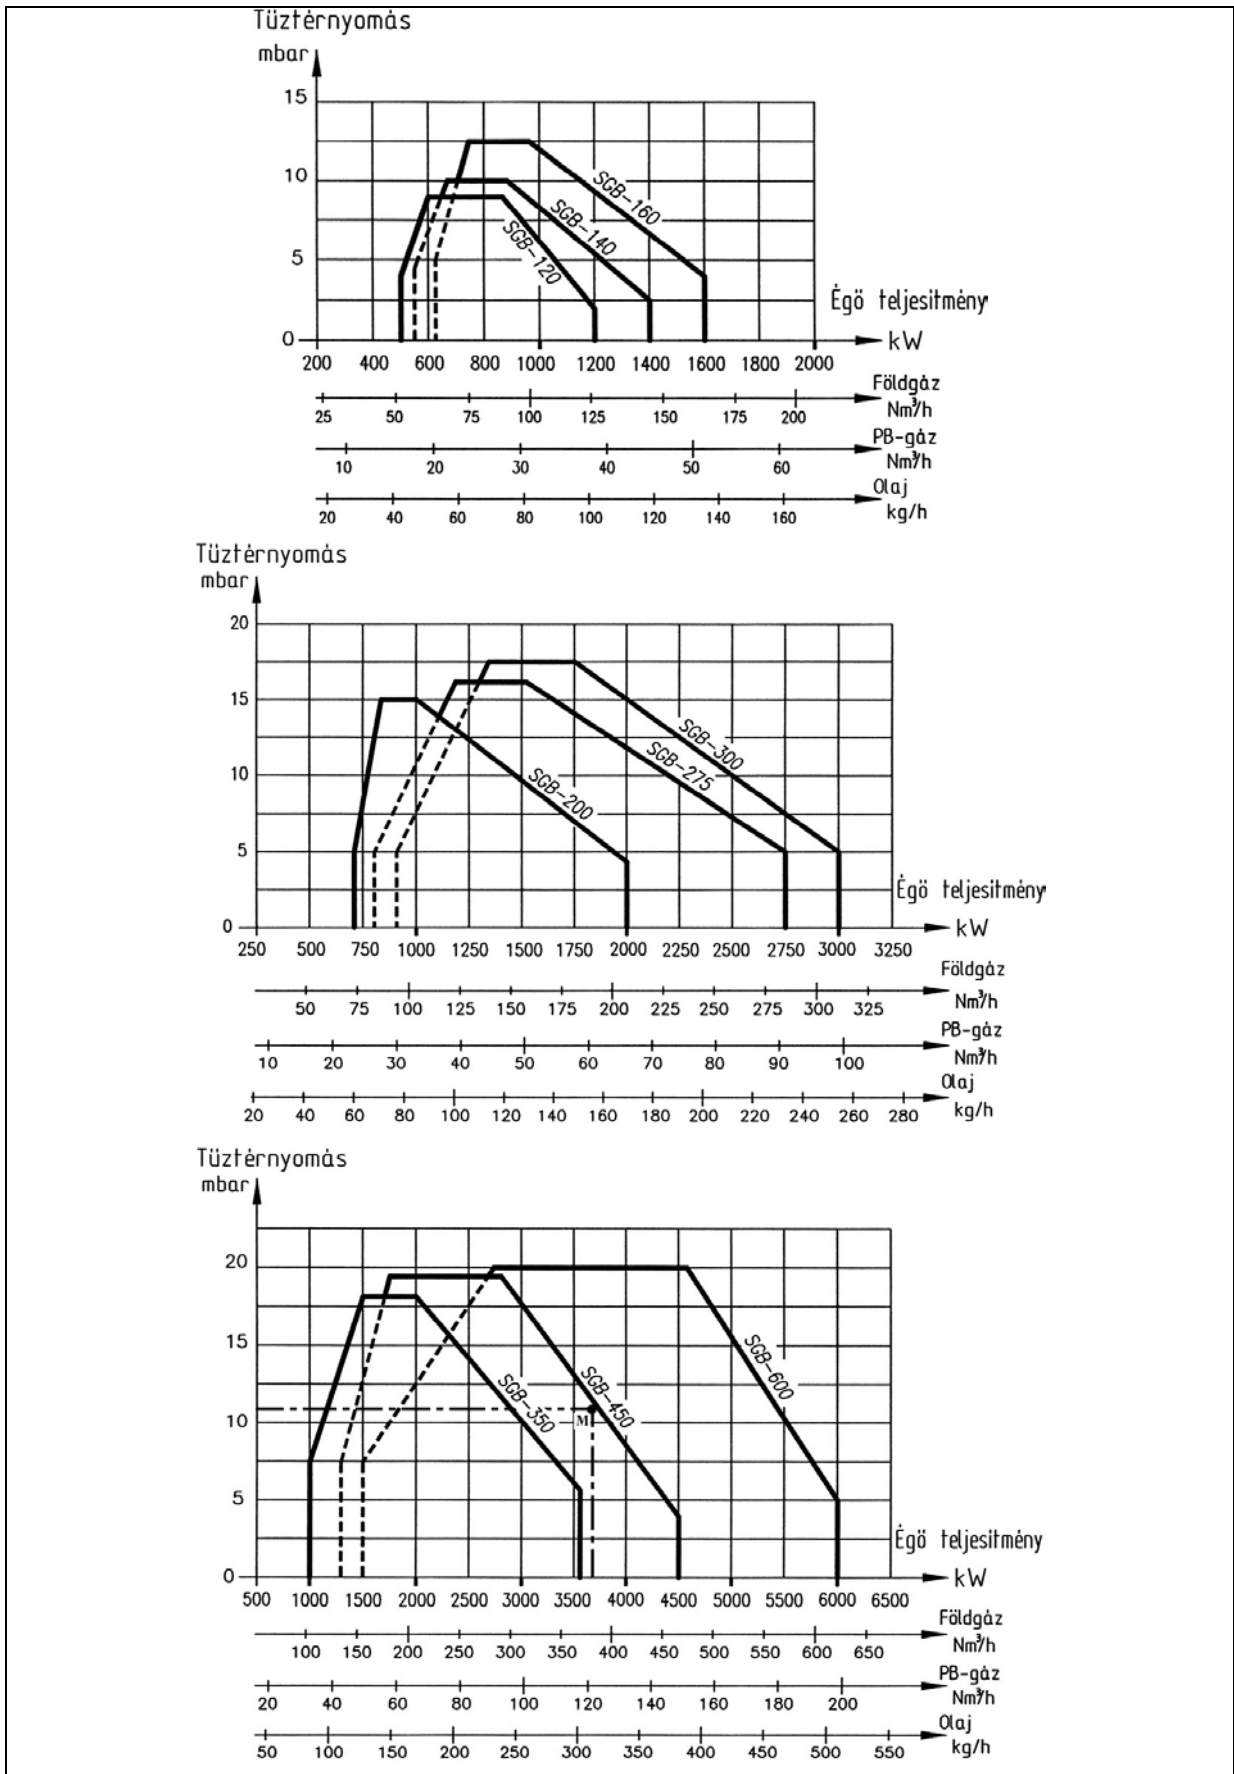 Tüztérnyomás
mbar
15
10
5
0
SGB-160
SGB-140
SGB-120
Égö teljesitmény
kW
200 400 600 800 1000 1200 1400 1600 1800 2000
Földgáz
Nm³/h
25 50 75 100 125 150 175 200
PB-gáz
Nm³/h
10 20 30 40 50 60
Olaj
kg/h
20 40 60 80 100 120 140 160
Tüztérnyomás
mbar
20
15
10
5
0
SGB-300
SGB-275
SGB-200
Égö teljesitmény
kW
250 500 750 1000 1250 1500 1750 2000 2250 2500 2750 3000 3250
Földgáz
Nm³/h
50 75 100 125 150 175 200 225 250 275 300 325
PB-gáz
Nm³/h
10 20 30 40 50 60 70 80 90 100
Olaj
kg/h
20 40 60 80 100 120 140 160 180 200 220 240 260 280
Tüztérnyomás
mbar
20
15
10
5
0
SGB-600
SGB-450
SGB-350
M
Égö teljesitmény
kW
500 1000 1500 2000 2500 3000 3500 4000 4500 5000 5500 6000 6500
Földgáz
Nm³/h
100 150 200 250 300 350 400 450 500 550 600 650
PB-gáz
Nm³/h
20 40 60 80 100 120 140 160 180 200
Olaj
kg/h
50 100 150 200 250 300 350 400 450 500 550